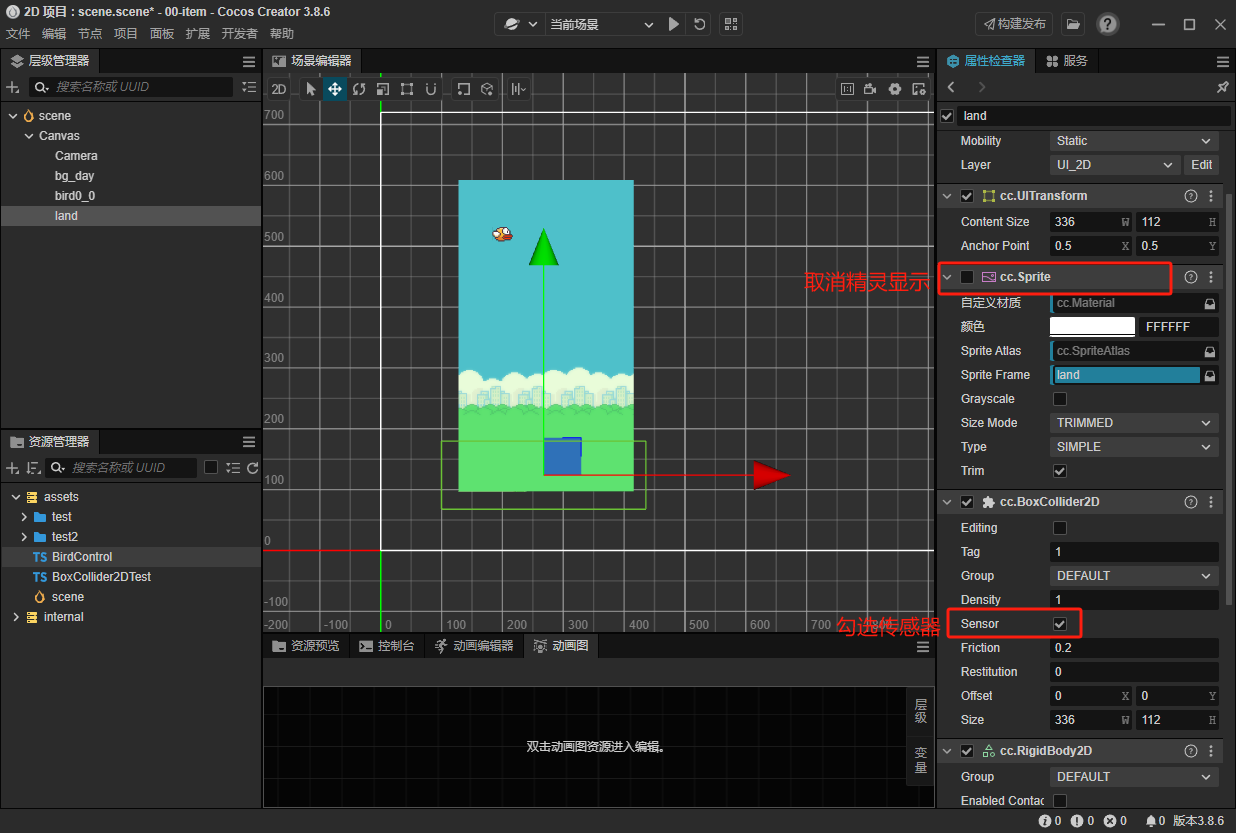 2D 项目 : scene.scene* - 00-item - Cocos Creator 3.8.6
文件 编辑 节点 项目 面板 扩展 开发者 帮助
当前场景
构建发布
层级管理器
搜索名称或 UUID
scene
Canvas
Camera
bg_day
bird0_0
land
资源管理器
搜索名称或 UUID
assets
test
test2
TS BirdControl
TS BoxCollider2DTest
scene
internal
场景编辑器
2D
700
600
500
400
300
200
100
0
-100
-200 -100 0 100 200 300 400 500 600 700 800
取消精灵显示
勾选传感器
资源预览 控制台 动画编辑器 动画图
双击动画图资源进入编辑。
层级
变量
属性检查器 服务
land
Mobility Static
Layer UI_2D Edit
cc.UITransform
Content Size 336 W 112 H
Anchor Point 0.5 X 0.5 Y
cc.Sprite
自定义材质 cc.Material
颜色 FFFFFF
Sprite Atlas cc.SpriteAtlas
Sprite Frame land
Grayscale
Size Mode TRIMMED
Type SIMPLE
Trim
cc.BoxCollider2D
Editing
Tag 1
Group DEFAULT
Density 1
Sensor
Friction 0.2
Restitution 0
Offset 0 X 0 Y
Size 336 W 112 H
cc.RigidBody2D
Group DEFAULT
Enabled Contac
0 0 0 0 版本3.8.6